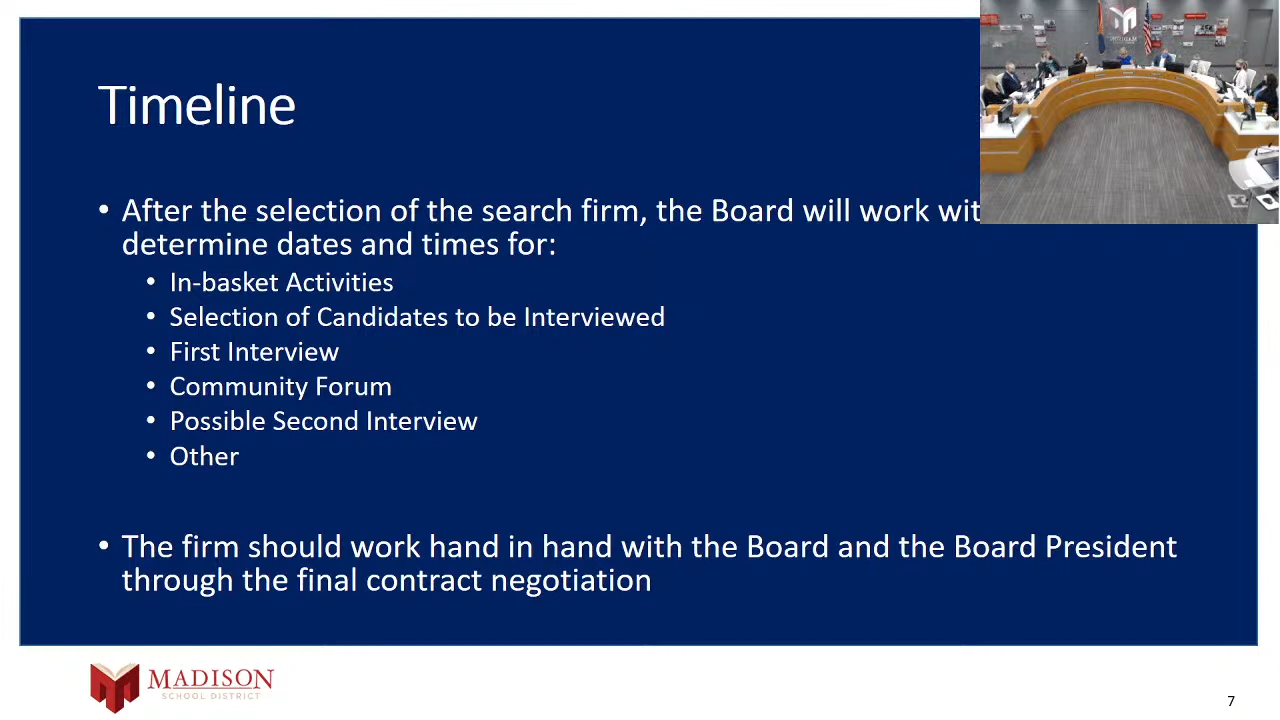 Timeline
• After the selection of the search firm, the Board will work wit
determine dates and times for:
• In-basket Activities
• Selection of Candidates to be Interviewed
• First Interview
• Community Forum
• Possible Second Interview
• Other
• The firm should work hand in hand with the Board and the Board President
through the final contract negotiation
MADISON
SCHOOL DISTRICT
7